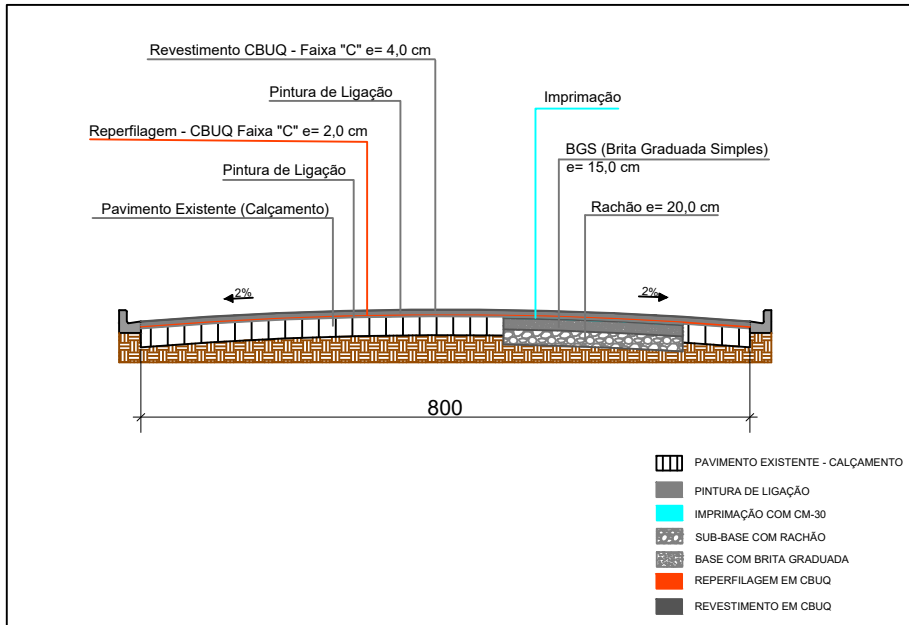 Revestimento CBUQ - Faixa "C" e= 4,0 cm
Pintura de Ligação
Imprimação
Reperfilagem - CBUQ Faixa "C" e= 2,0 cm
BGS (Brita Graduada Simples)
e= 15,0 cm
Pintura de Ligação
Pavimento Existente (Calçamento)
Rachão e= 20,0 cm
2%
2%
800
PAVIMENTO EXISTENTE - CALÇAMENTO
PINTURA DE LIGAÇÃO
IMPRIMAÇÃO COM CM-30
SUB-BASE COM RACHÃO
BASE COM BRITA GRADUADA
REPERFILAGEM EM CBUQ
REVESTIMENTO EM CBUQ